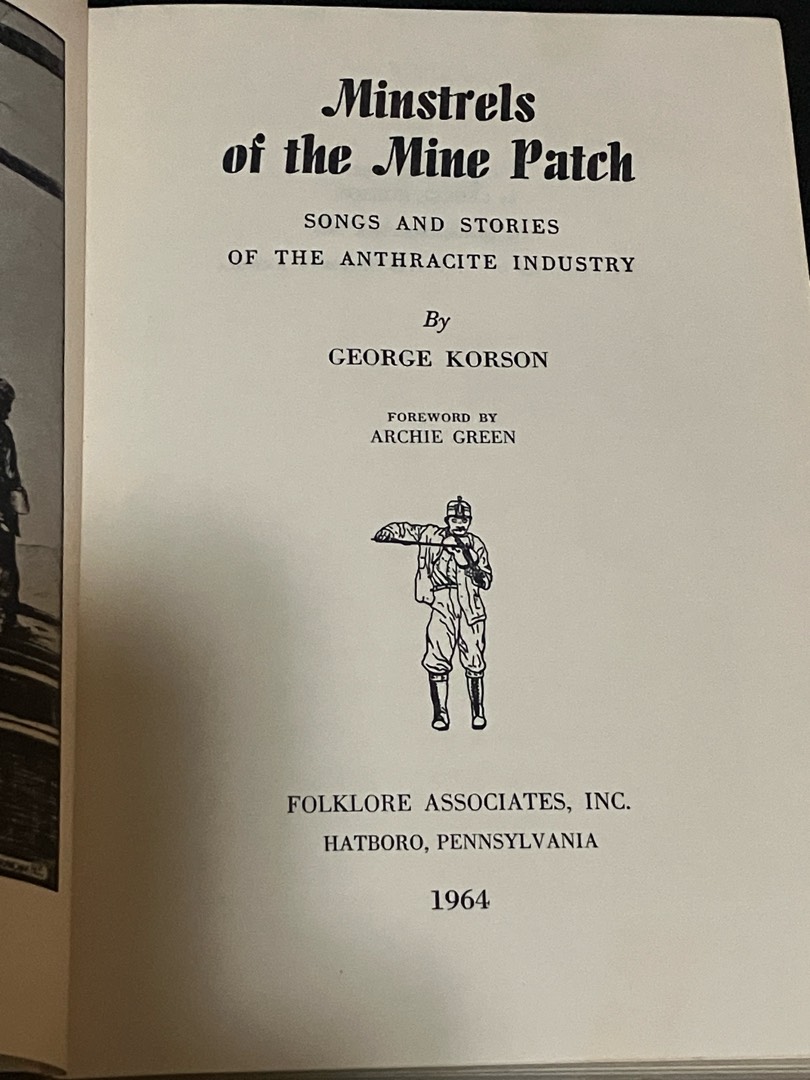 Minstrels
of the Mine Patch
SONGS AND STORIES
OF THE ANTHRACITE INDUSTRY
By
GEORGE KORSON
FOREWORD BY
ARCHIE GREEN
FOLKLORE ASSOCIATES, INC.
HATBORO, PENNSYLVANIA
1964